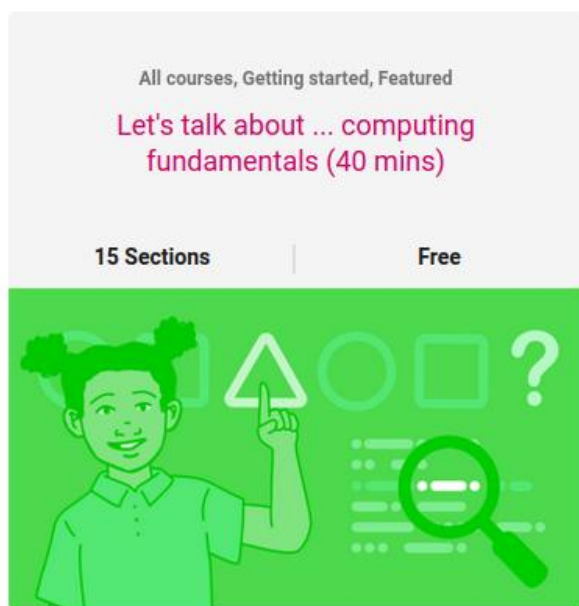 All courses, Getting started, Featured
Let's talk about ... computing
fundamentals (40 mins)
15 Sections
Free
?